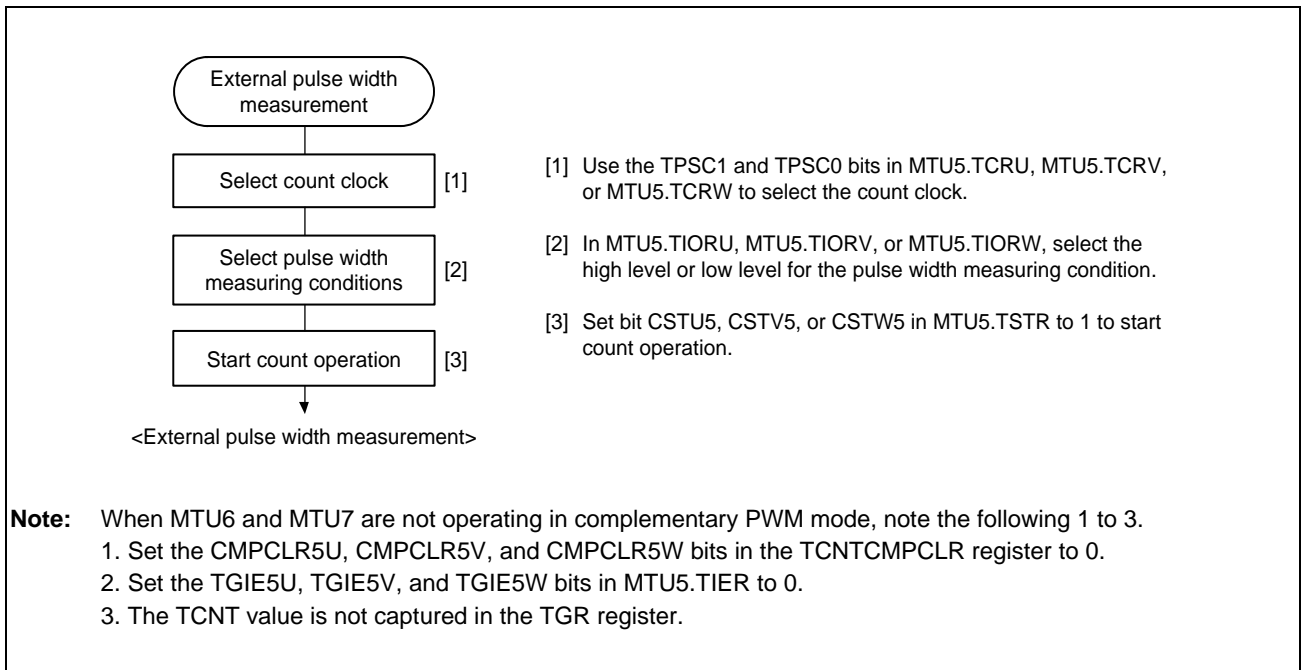 External pulse width
measurement
Select count clock [1]
Select pulse width
measuring conditions [2]
Start count operation [3]
<External pulse width measurement>
[1] Use the TPSC1 and TPSC0 bits in MTU5.TCRU, MTU5.TCRV,
or MTU5.TCRW to select the count clock.
[2] In MTU5.TIORU, MTU5.TIORV, or MTU5.TIORW, select the
high level or low level for the pulse width measuring condition.
[3] Set bit CSTU5, CSTV5, or CSTW5 in MTU5.TSTR to 1 to start
count operation.
Note: When MTU6 and MTU7 are not operating in complementary PWM mode, note the following 1 to 3.
1. Set the CMPCLR5U, CMPCLR5V, and CMPCLR5W bits in the TCNTCMPCLR register to 0.
2. Set the TGIE5U, TGIE5V, and TGIE5W bits in MTU5.TIER to 0.
3. The TCNT value is not captured in the TGR register.